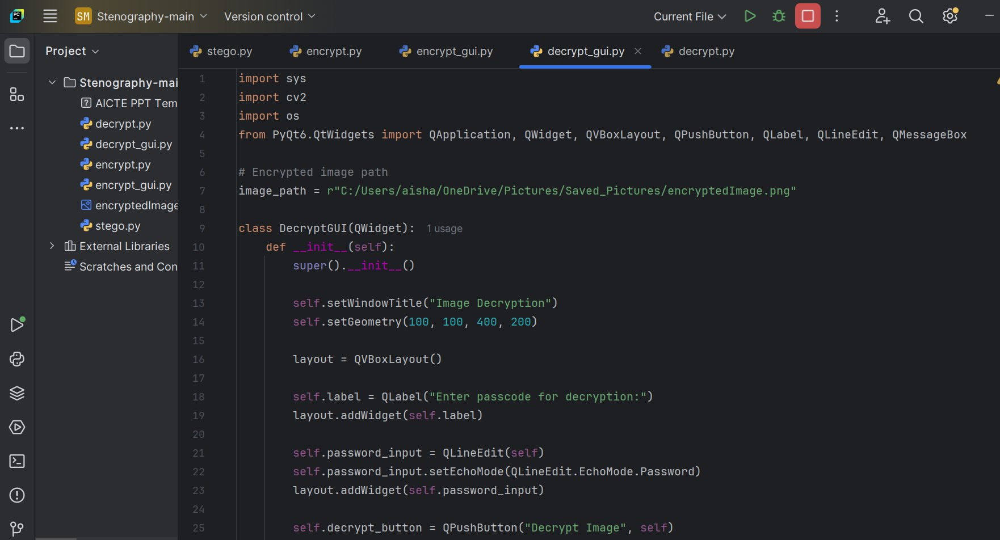 PC
SM Stenography-main
Version control
Current File
Project
stego.py
encrypt.py
encrypt_gui.py
decrypt_gui.py
decrypt.py
Stenography-mai
AICTE PPT Tem
decrypt.py
decrypt_gui.py
encrypt.py
encrypt_gui.py
encryptedImage
stego.py
External Libraries
Scratches and Con
1 import sys
2 import cv2
3 import os
4 from PyQt6.QtWidgets import QApplication, QWidget, QVBoxLayout, QPushButton, QLabel, QLineEdit, QMessageBox
5
6 # Encrypted image path
7 image_path = r"C:/Users/aisha/OneDrive/Pictures/Saved_Pictures/encryptedImage.png"
8
9 class DecryptGUI(QWidget): 1 usage
10 def __init__(self):
11 super().__init__()
12
13 self.setWindowTitle("Image Decryption")
14 self.setGeometry(100, 100, 400, 200)
15
16 layout = QVBoxLayout()
17
18 self.label = QLabel("Enter passcode for decryption:")
19 layout.addWidget(self.label)
20
21 self.password_input = QLineEdit(self)
22 self.password_input.setEchoMode(QLineEdit.EchoMode.Password)
23 layout.addWidget(self.password_input)
24
25 self.decrypt_button = QPushButton("Decrypt Image", self)